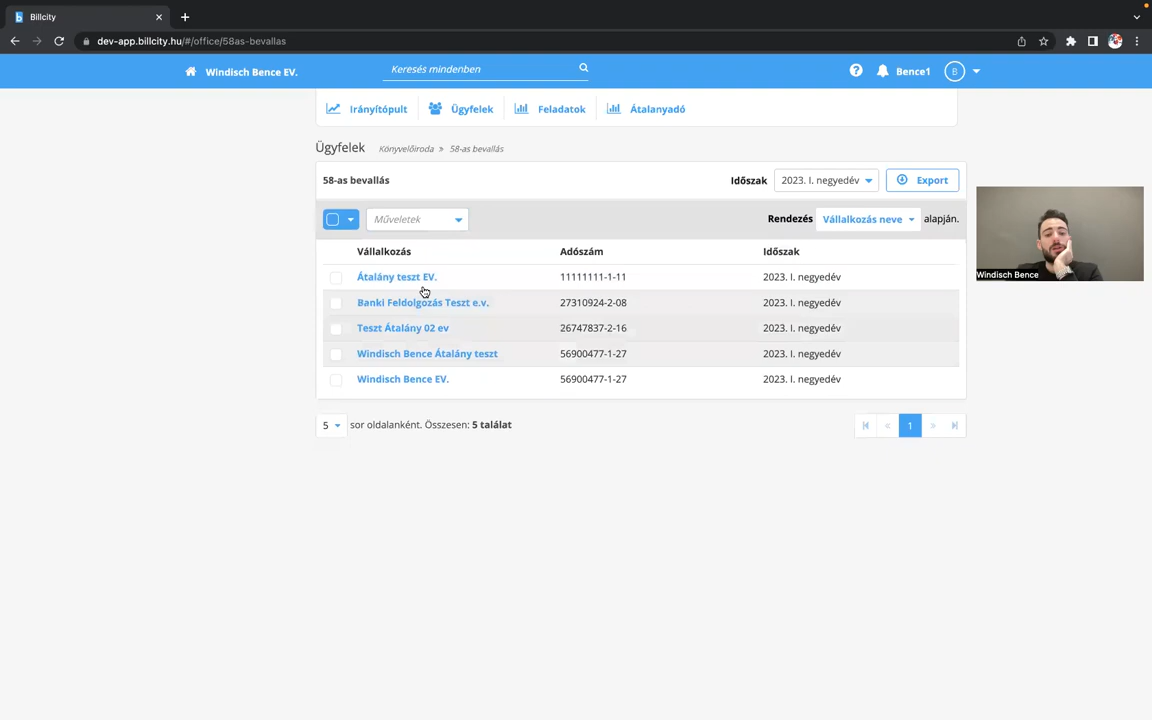 Billcity
dev-app.billcity.hu/#/office/58as-bevallas
Windisch Bence EV.
Keresés mindenben
Bence1
B
Irányítópult
Ügyfelek
Feladatok
Átalanyadó
Ügyfelek
Könyvelőiroda » 58-as bevallás
58-as bevallás
Időszak
2023. I. negyedév
Export
Műveletek
Rendezés Vállalkozás neve alapján.
Vállalkozás Adószám Időszak
Átalány teszt EV. 11111111-1-11 2023. I. negyedév
Banki Feldolgozás Teszt e.v. 27310924-2-08 2023. I. negyedév
Teszt Átalány 02 ev 26747837-2-16 2023. I. negyedév
Windisch Bence Átalány teszt 56900477-1-27 2023. I. negyedév
Windisch Bence EV. 56900477-1-27 2023. I. negyedév
5 sor oldalanként. Összesen: 5 találat
1
Windisch Bence